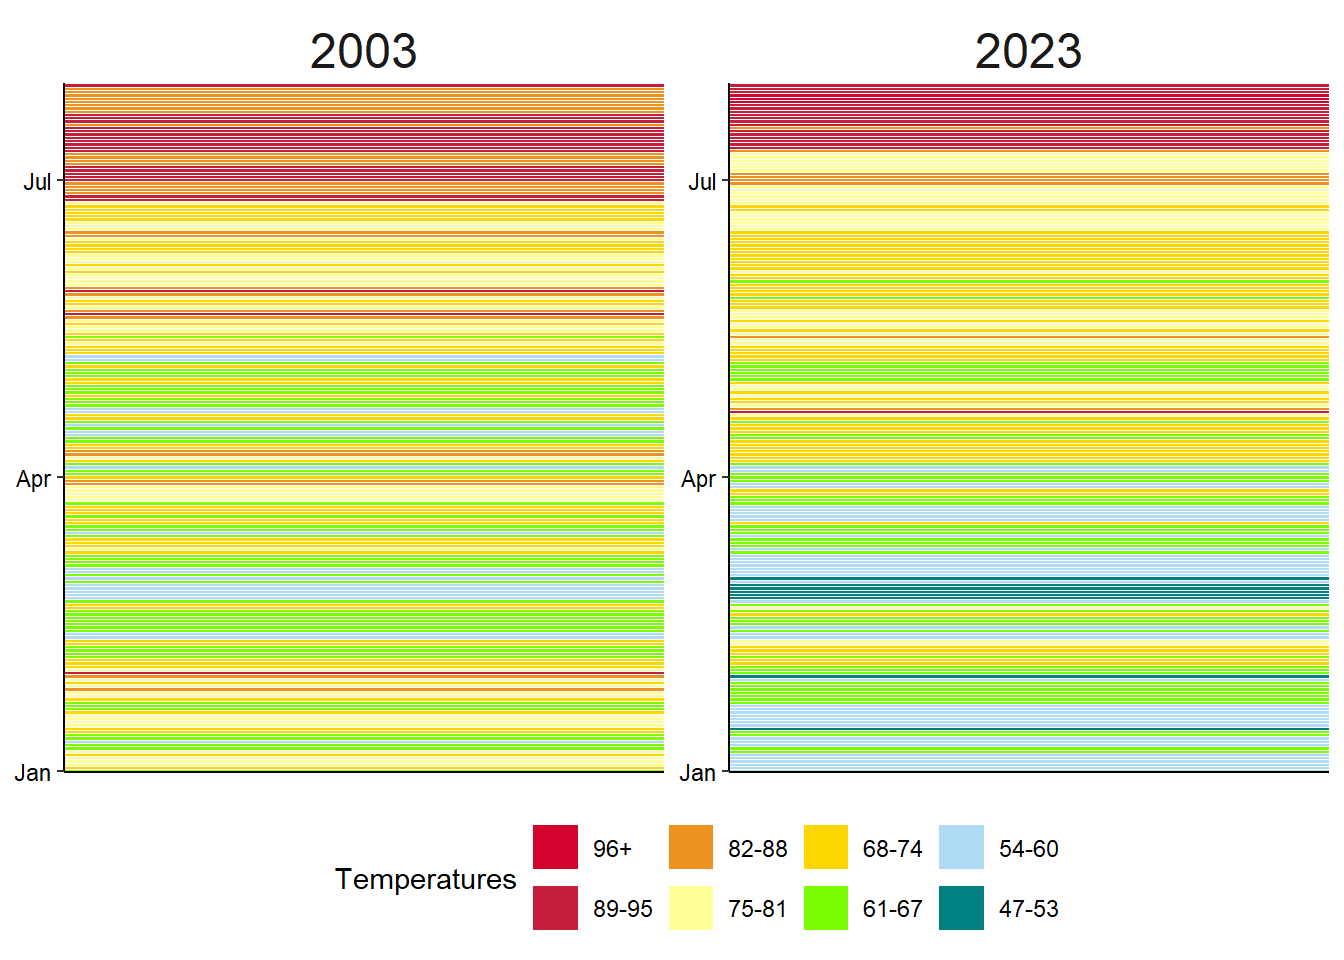 2003 2023
Jul Jul
Apr Apr
Jan Jan
Temperatures
96+ 82-88 68-74 54-60
89-95 75-81 61-67 47-53